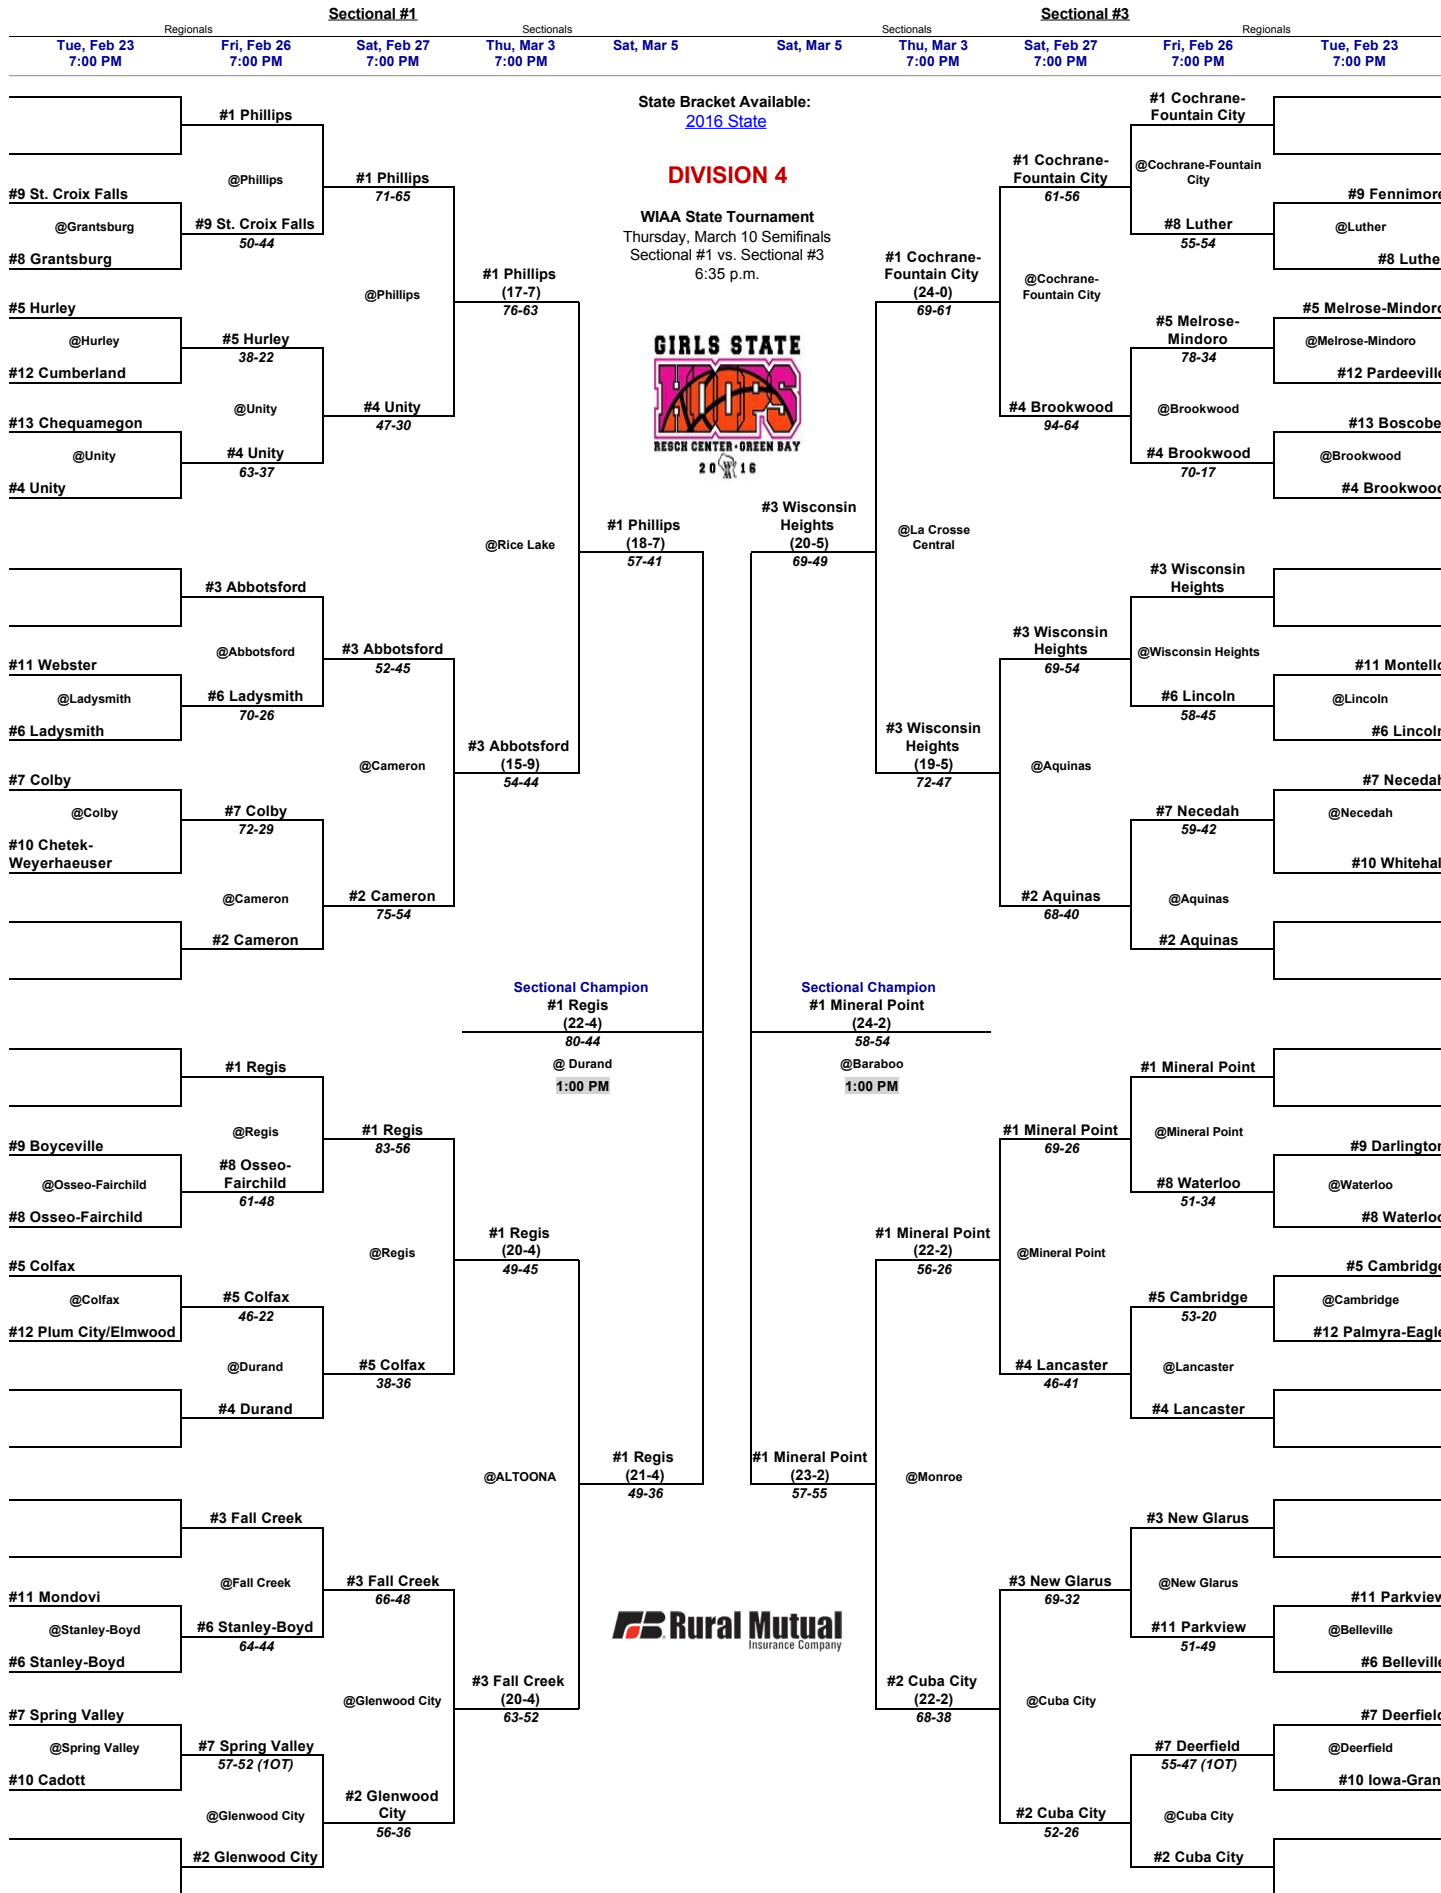 Sectional #1
Sectional #3
Regionals
Sectionals
Sectionals
Regionals
Tue, Feb 23
7:00 PM
Fri, Feb 26
7:00 PM
Sat, Feb 27
7:00 PM
Thu, Mar 3
7:00 PM
Sat, Mar 5
Sat, Mar 5
Thu, Mar 3
7:00 PM
Sat, Feb 27
7:00 PM
Fri, Feb 26
7:00 PM
Tue, Feb 23
7:00 PM
State Bracket Available:
2016 State
DIVISION 4
WIAA State Tournament
Thursday, March 10 Semifinals
Sectional #1 vs. Sectional #3
6:35 p.m.
GIRLS STATE
HOOPS
RESCH CENTER·GREEN BAY
2016
#9 St. Croix Falls
@Grantsburg
#8 Grantsburg
#5 Hurley
@Hurley
#12 Cumberland
#13 Chequamegon
@Unity
#4 Unity
#11 Webster
@Ladysmith
#6 Ladysmith
#7 Colby
@Colby
#10 Chetek-
Weyerhaeuser
#1 Phillips
@Phillips
#9 St. Croix Falls
50-44
#5 Hurley
38-22
@Unity
#4 Unity
63-37
#3 Abbotsford
@Abbotsford
#6 Ladysmith
70-26
#7 Colby
72-29
@Cameron
#2 Cameron
#1 Phillips
71-65
@Phillips
#4 Unity
47-30
#3 Abbotsford
52-45
@Cameron
#2 Cameron
75-54
#1 Phillips
(17-7)
76-63
@Rice Lake
#3 Abbotsford
(15-9)
54-44
#1 Phillips
(18-7)
57-41
#3 Wisconsin
Heights
(20-5)
69-49
#1 Cochrane-
Fountain City
(24-0)
69-61
@La Crosse
Central
#3 Wisconsin
Heights
(19-5)
72-47
#1 Cochrane-
Fountain City
61-56
@Cochrane-
Fountain City
#4 Brookwood
94-64
#3 Wisconsin
Heights
69-54
@Aquinas
#2 Aquinas
68-40
#1 Cochrane-
Fountain City
@Cochrane-Fountain
City
#8 Luther
55-54
#5 Melrose-
Mindoro
78-34
@Brookwood
#4 Brookwood
70-17
#3 Wisconsin
Heights
@Wisconsin Heights
#6 Lincoln
58-45
#7 Necedah
59-42
@Aquinas
#2 Aquinas
#9 Fennimore
@Luther
#8 Luther
#5 Melrose-Mindoro
@Melrose-Mindoro
#12 Pardeeville
#13 Boscobe
@Brookwood
#4 Brookwood
#11 Montello
@Lincoln
#6 Lincoln
#7 Necedah
@Necedah
#10 Whitehal
Sectional Champion
#1 Regis
(22-4)
80-44
@ Durand
1:00 PM
Sectional Champion
#1 Mineral Point
(24-2)
58-54
@Baraboo
1:00 PM
#9 Boyceville
@Osseo-Fairchild
#8 Osseo-Fairchild
#5 Colfax
@Colfax
#12 Plum City/Elmwood
#11 Mondovi
@Stanley-Boyd
#6 Stanley-Boyd
#7 Spring Valley
@Spring Valley
#10 Cadott
#1 Regis
@Regis
#8 Osseo-
Fairchild
61-48
#5 Colfax
46-22
@Durand
#4 Durand
#3 Fall Creek
@Fall Creek
#6 Stanley-Boyd
64-44
#7 Spring Valley
57-52 (1OT)
@Glenwood City
#2 Glenwood City
#1 Regis
83-56
@Regis
#5 Colfax
38-36
#3 Fall Creek
66-48
@Glenwood City
#2 Glenwood
City
56-36
#1 Regis
(20-4)
49-45
@ALTOONA
#3 Fall Creek
(20-4)
63-52
#1 Regis
(21-4)
49-36
#1 Mineral Point
(23-2)
57-55
Rural Mutual
Insurance Company
#1 Mineral Point
(22-2)
56-26
@Monroe
#2 Cuba City
(22-2)
68-38
#1 Mineral Point
69-26
@Mineral Point
#4 Lancaster
46-41
#3 New Glarus
69-32
@Cuba City
#2 Cuba City
52-26
#1 Mineral Point
@Mineral Point
#8 Waterloo
51-34
#5 Cambridge
53-20
@Lancaster
#4 Lancaster
#3 New Glarus
@New Glarus
#11 Parkview
51-49
#7 Deerfield
55-47 (1OT)
@Cuba City
#2 Cuba City
#9 Darlington
@Waterloo
#8 Waterloo
#5 Cambridge
@Cambridge
#12 Palmyra-Eagle
#11 Parkview
@Belleville
#6 Belleville
#7 Deerfield
@Deerfield
#10 Iowa-Gran